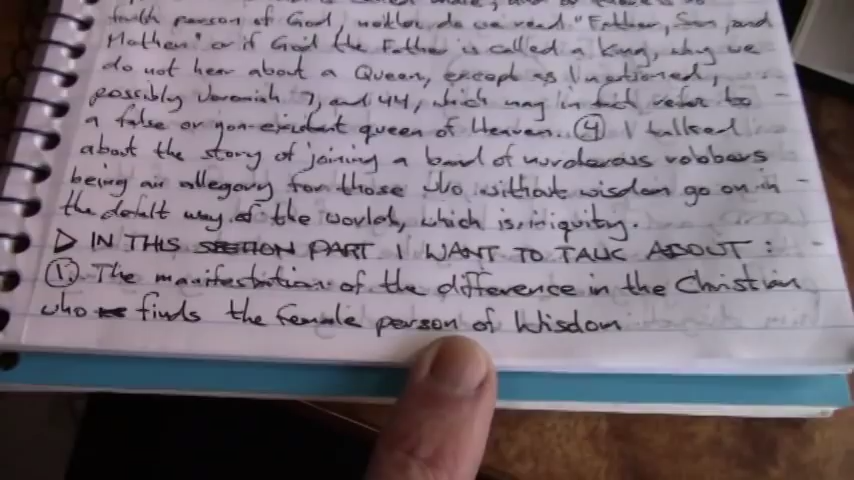 fourth person of God, neither do we read "Father, Son, and
Mother" or if God the Father is called a King, why we
do not hear about a Queen, except as I mentioned,
possibly Jeremiah 7, and 44, which may in fact refer to
a false or non-existent queen of Heaven. (4) I talked
about the story of joining a band of murderous robbers
being an allegory for those who without wisdom go on in
the default way of the world, which is iniquity.
▷ IN THIS SECTION PART I WANT TO TALK ABOUT:
(1.) The manifestation of the difference in the Christian
who finds the female person of Wisdom